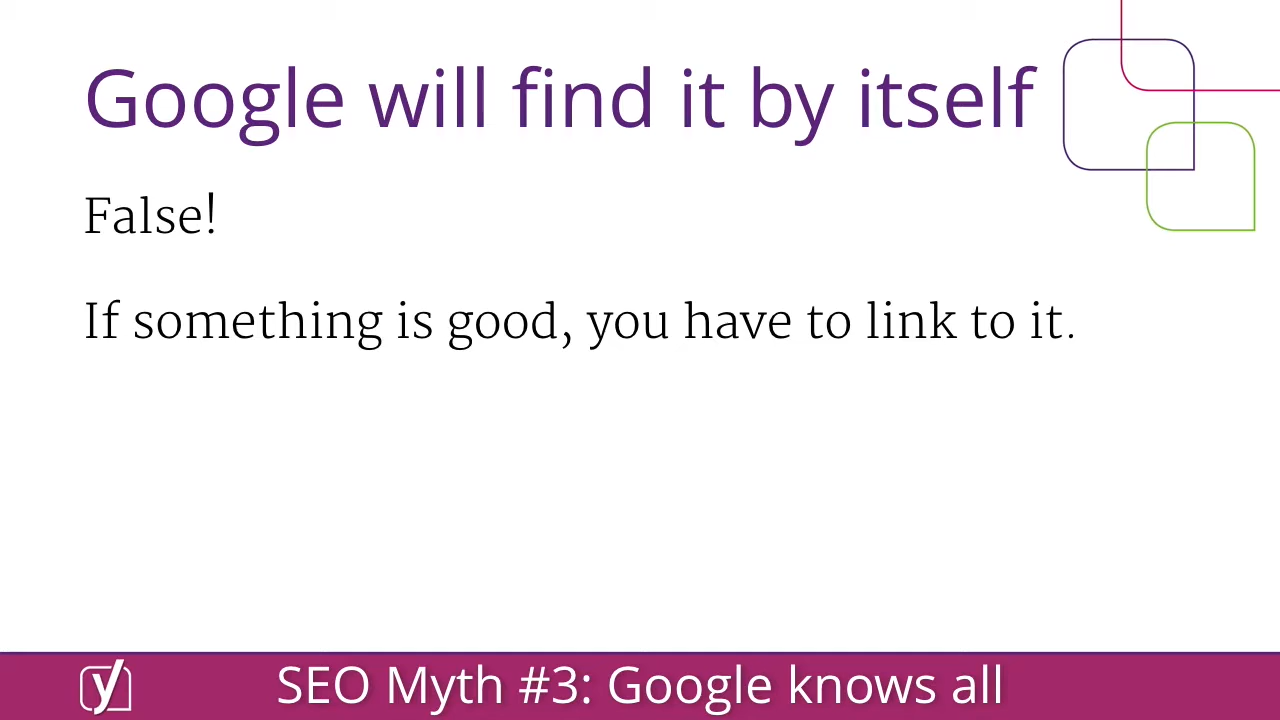 Google will find it by itself
False!
If something is good, you have to link to it.
y
SEO Myth #3: Google knows all